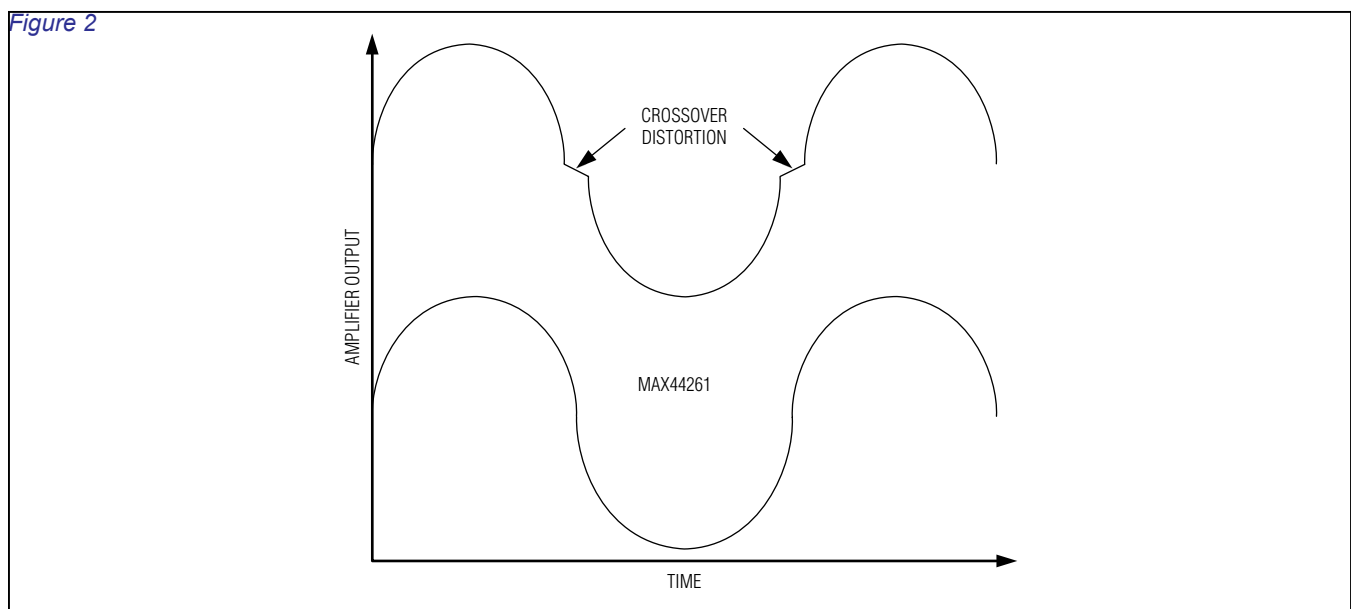 Figure 2
CROSSOVER
DISTORTION
AMPLIFIER OUTPUT
MAX44261
TIME